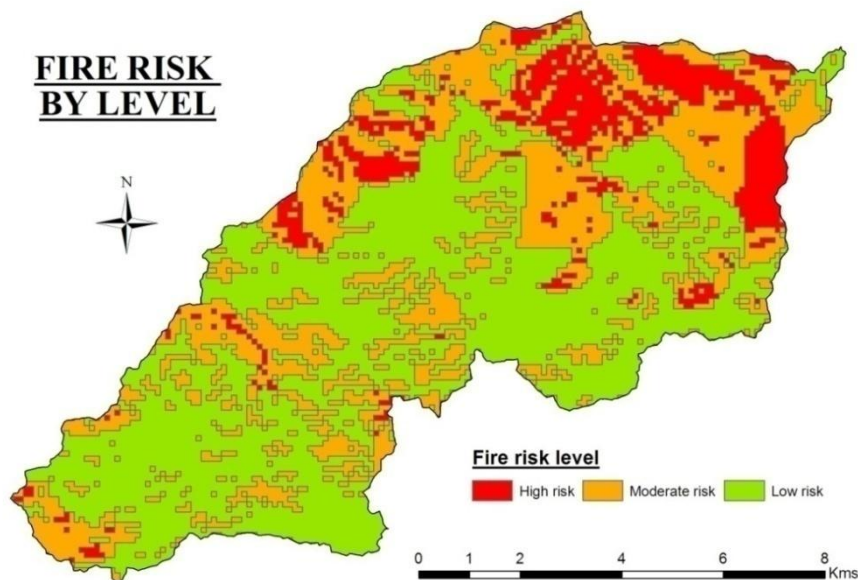 FIRE RISK
BY LEVEL
N
Fire risk level
High risk Moderate risk Low risk
0 2 4 6 8
Kms